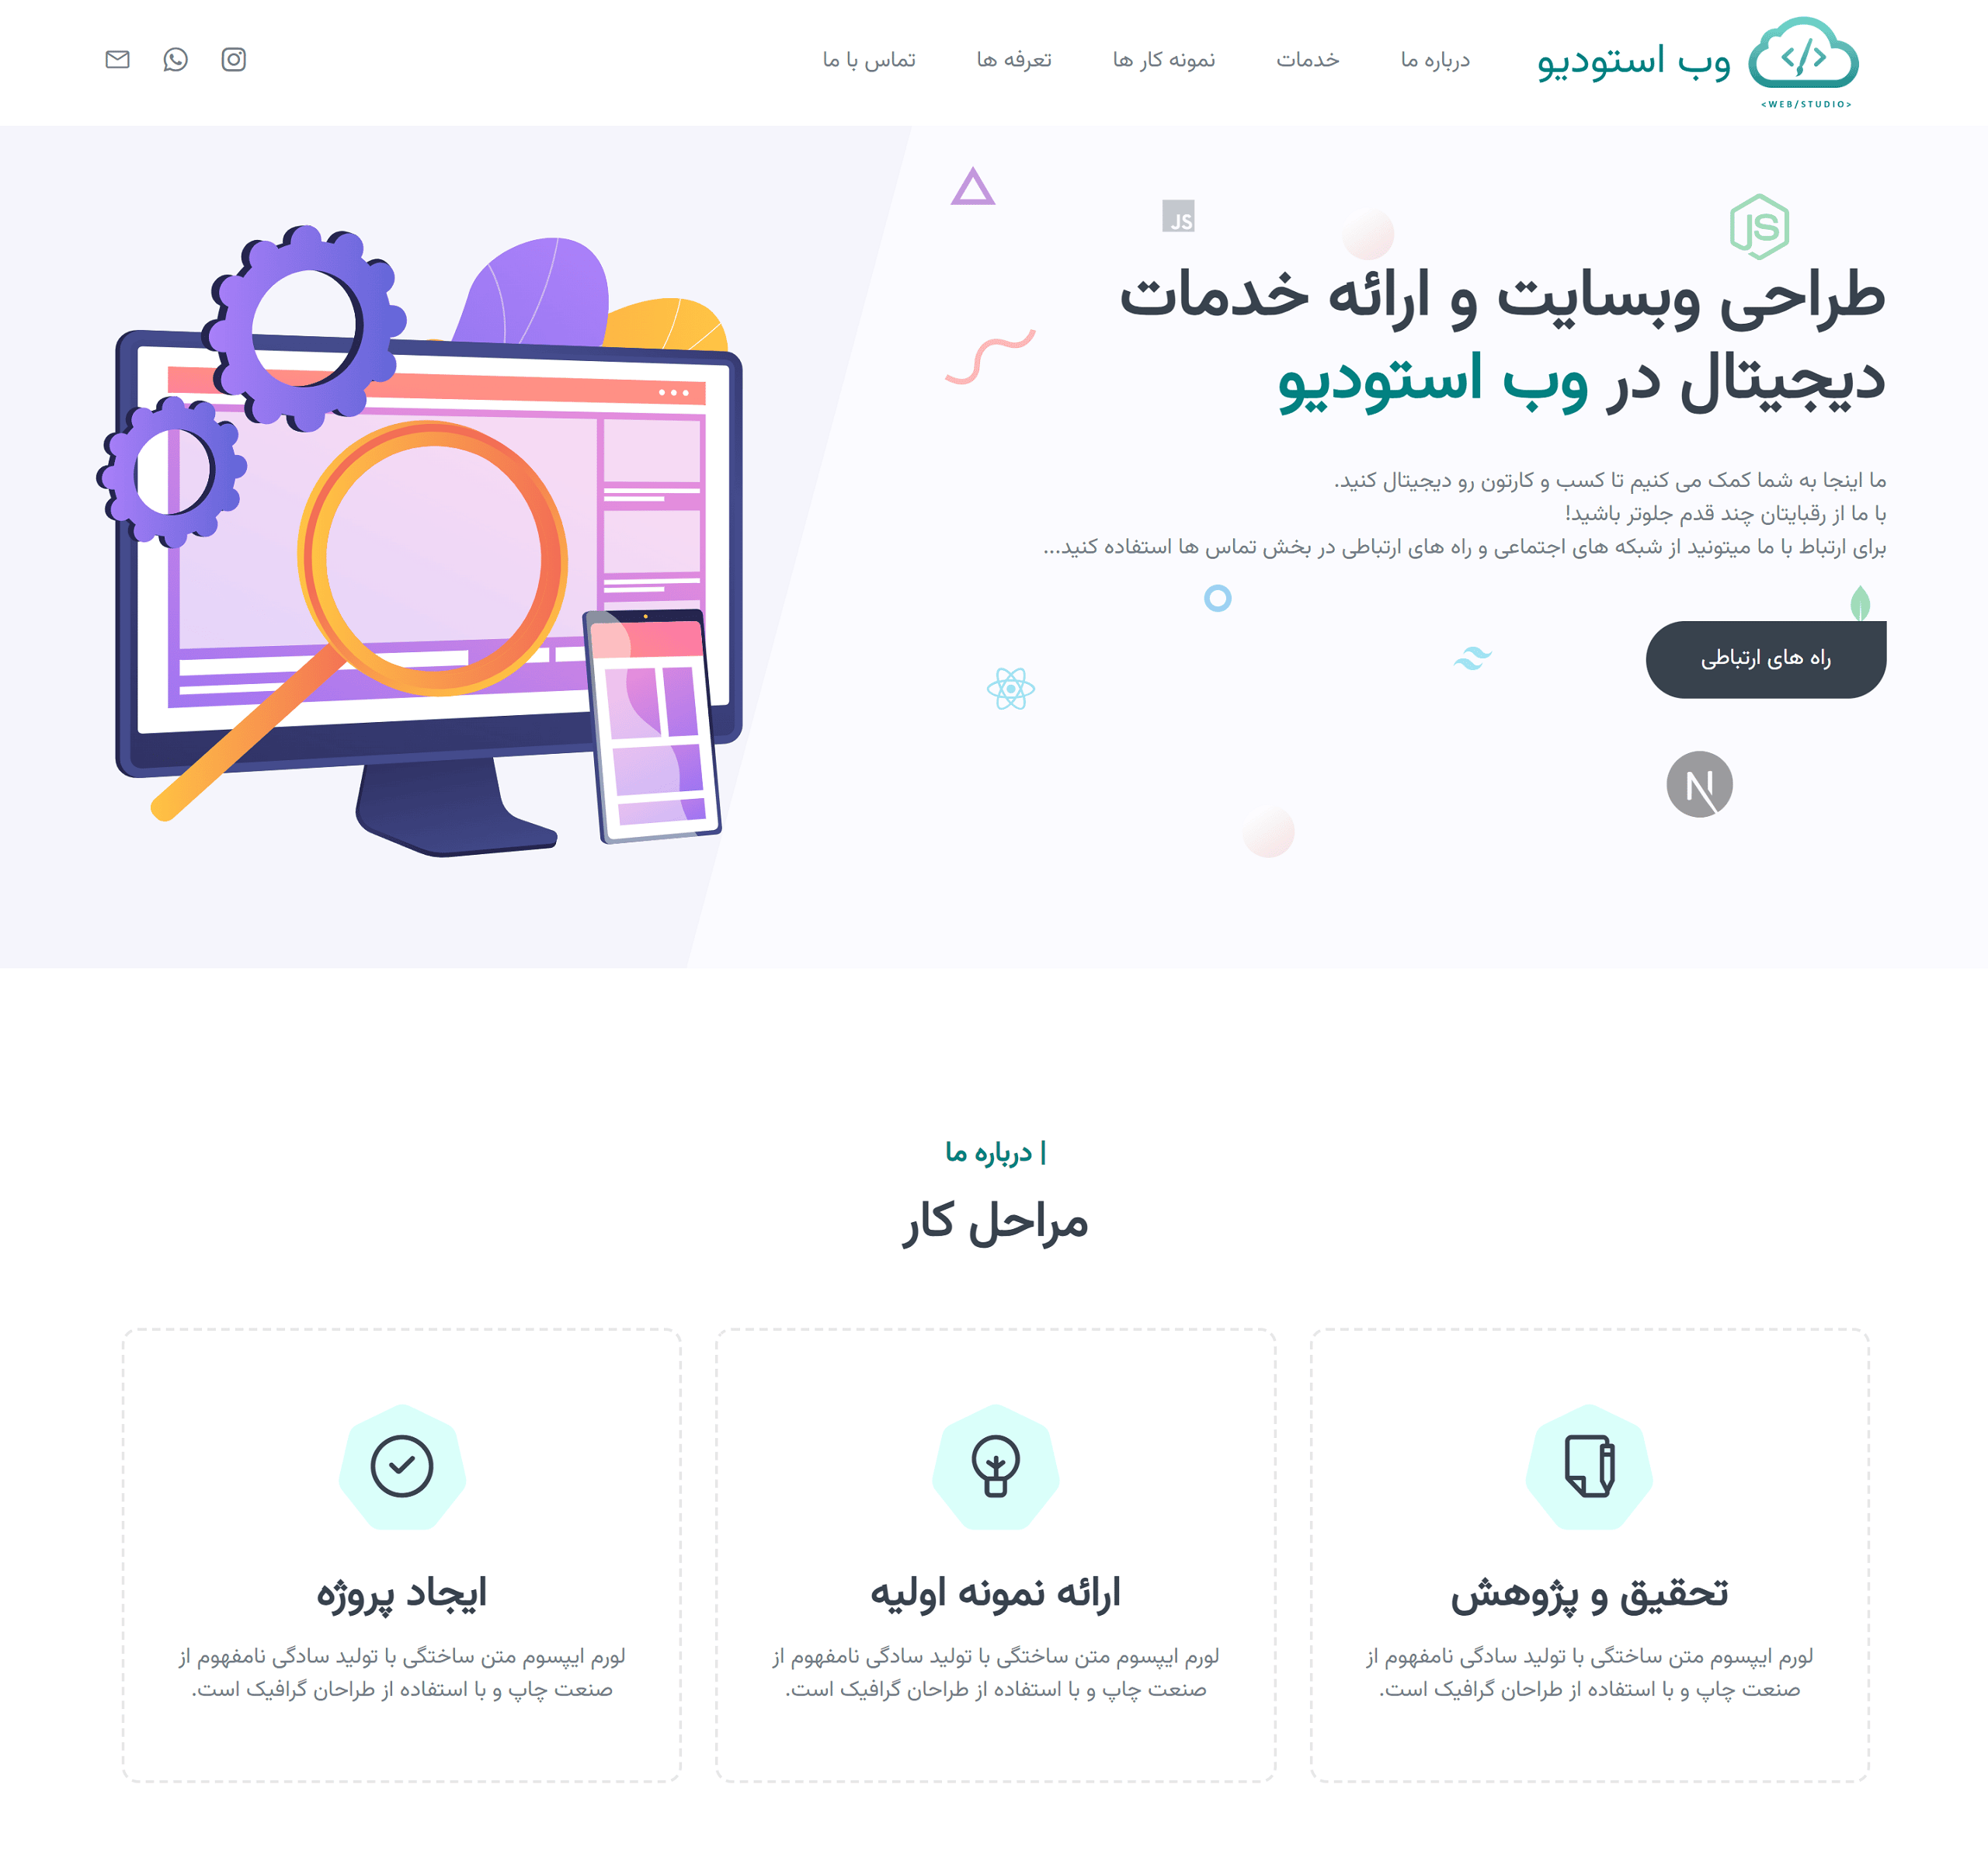 <WEB/STUDIO>
وب استودیو
درباره ما
خدمات
نمونه کار ها
تعرفه ها
تماس با ما
JS
JS
طراحی وبسایت و ارائه خدمات
دیجیتال در وب استودیو
ما اینجا به شما کمک می کنیم تا کسب و کارتون رو دیجیتال کنید.
با ما از رقبایتان چند قدم جلوتر باشید!
برای ارتباط با ما میتونید از شبکه های اجتماعی و راه های ارتباطی در بخش تماس ها استفاده کنید...
راه های ارتباطی
N
| درباره ما
مراحل کار
تحقیق و پژوهش
لورم ایپسوم متن ساختگی با تولید سادگی نامفهوم از
صنعت چاپ و با استفاده از طراحان گرافیک است.
ارائه نمونه اولیه
لورم ایپسوم متن ساختگی با تولید سادگی نامفهوم از
صنعت چاپ و با استفاده از طراحان گرافیک است.
ایجاد پروژه
لورم ایپسوم متن ساختگی با تولید سادگی نامفهوم از
صنعت چاپ و با استفاده از طراحان گرافیک است.